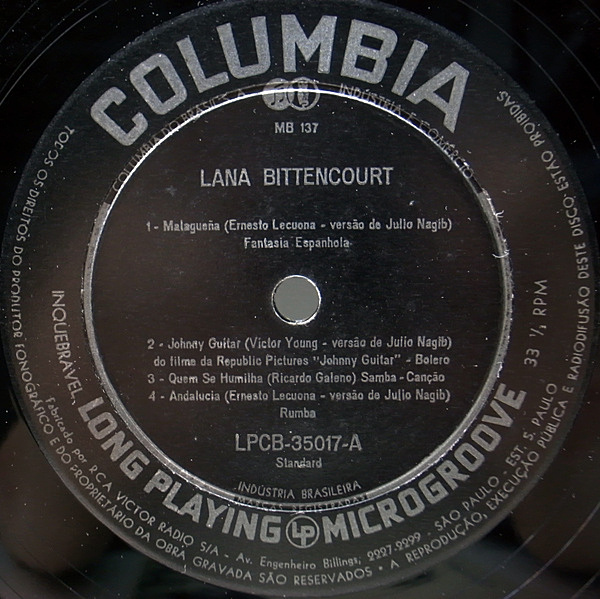 COLUMBIA
COLUMBIA DO BRASIL S. A. INDÚSTRIA E COMÉRCIO
MB 137
LANA BITTENCOURT
1 - Malagueña (Ernesto Lecuona - versão de Julio Nagib)
Fantasia Espanhola
2 - Johnny Guitar (Victor Young - versão de Julio Nagib)
do filme da Republic Pictures "Johnny Guitar" - Bolero
3 - Quem Se Humilha (Ricardo Galeno) Samba - Canção
4 - Andalucia (Ernesto Lecuona - versão de Julio Nagib)
Rumba
LPCB-35017-A
Standard
INDÚSTRIA BRASILEIRA
MARCAS REGISTRADAS
INQUEBRÁVEL
33 ⅓ RPM
LONG PLAYING LP MICROGROOVE
Fabricado por RCA VICTOR RADIO S/A - Av. Engenheiro Billings, 2227-2299 - SÃO PAULO - EST. S. PAULO
TODOS OS DIREITOS DO PRODUTOR FONOGRÁFICO E DO PROPRIETÁRIO DA OBRA GRAVADA SÃO RESERVADOS - A REPRODUÇÃO, EXECUÇÃO PÚBLICA E RADIODIFUSÃO DESTE DISCO ESTÃO PROIBIDAS